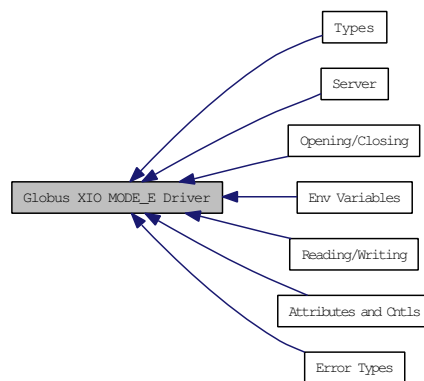 Types
Server
Opening/Closing
Globus XIO MODE_E Driver
Env Variables
Reading/Writing
Attributes and Cntls
Error Types